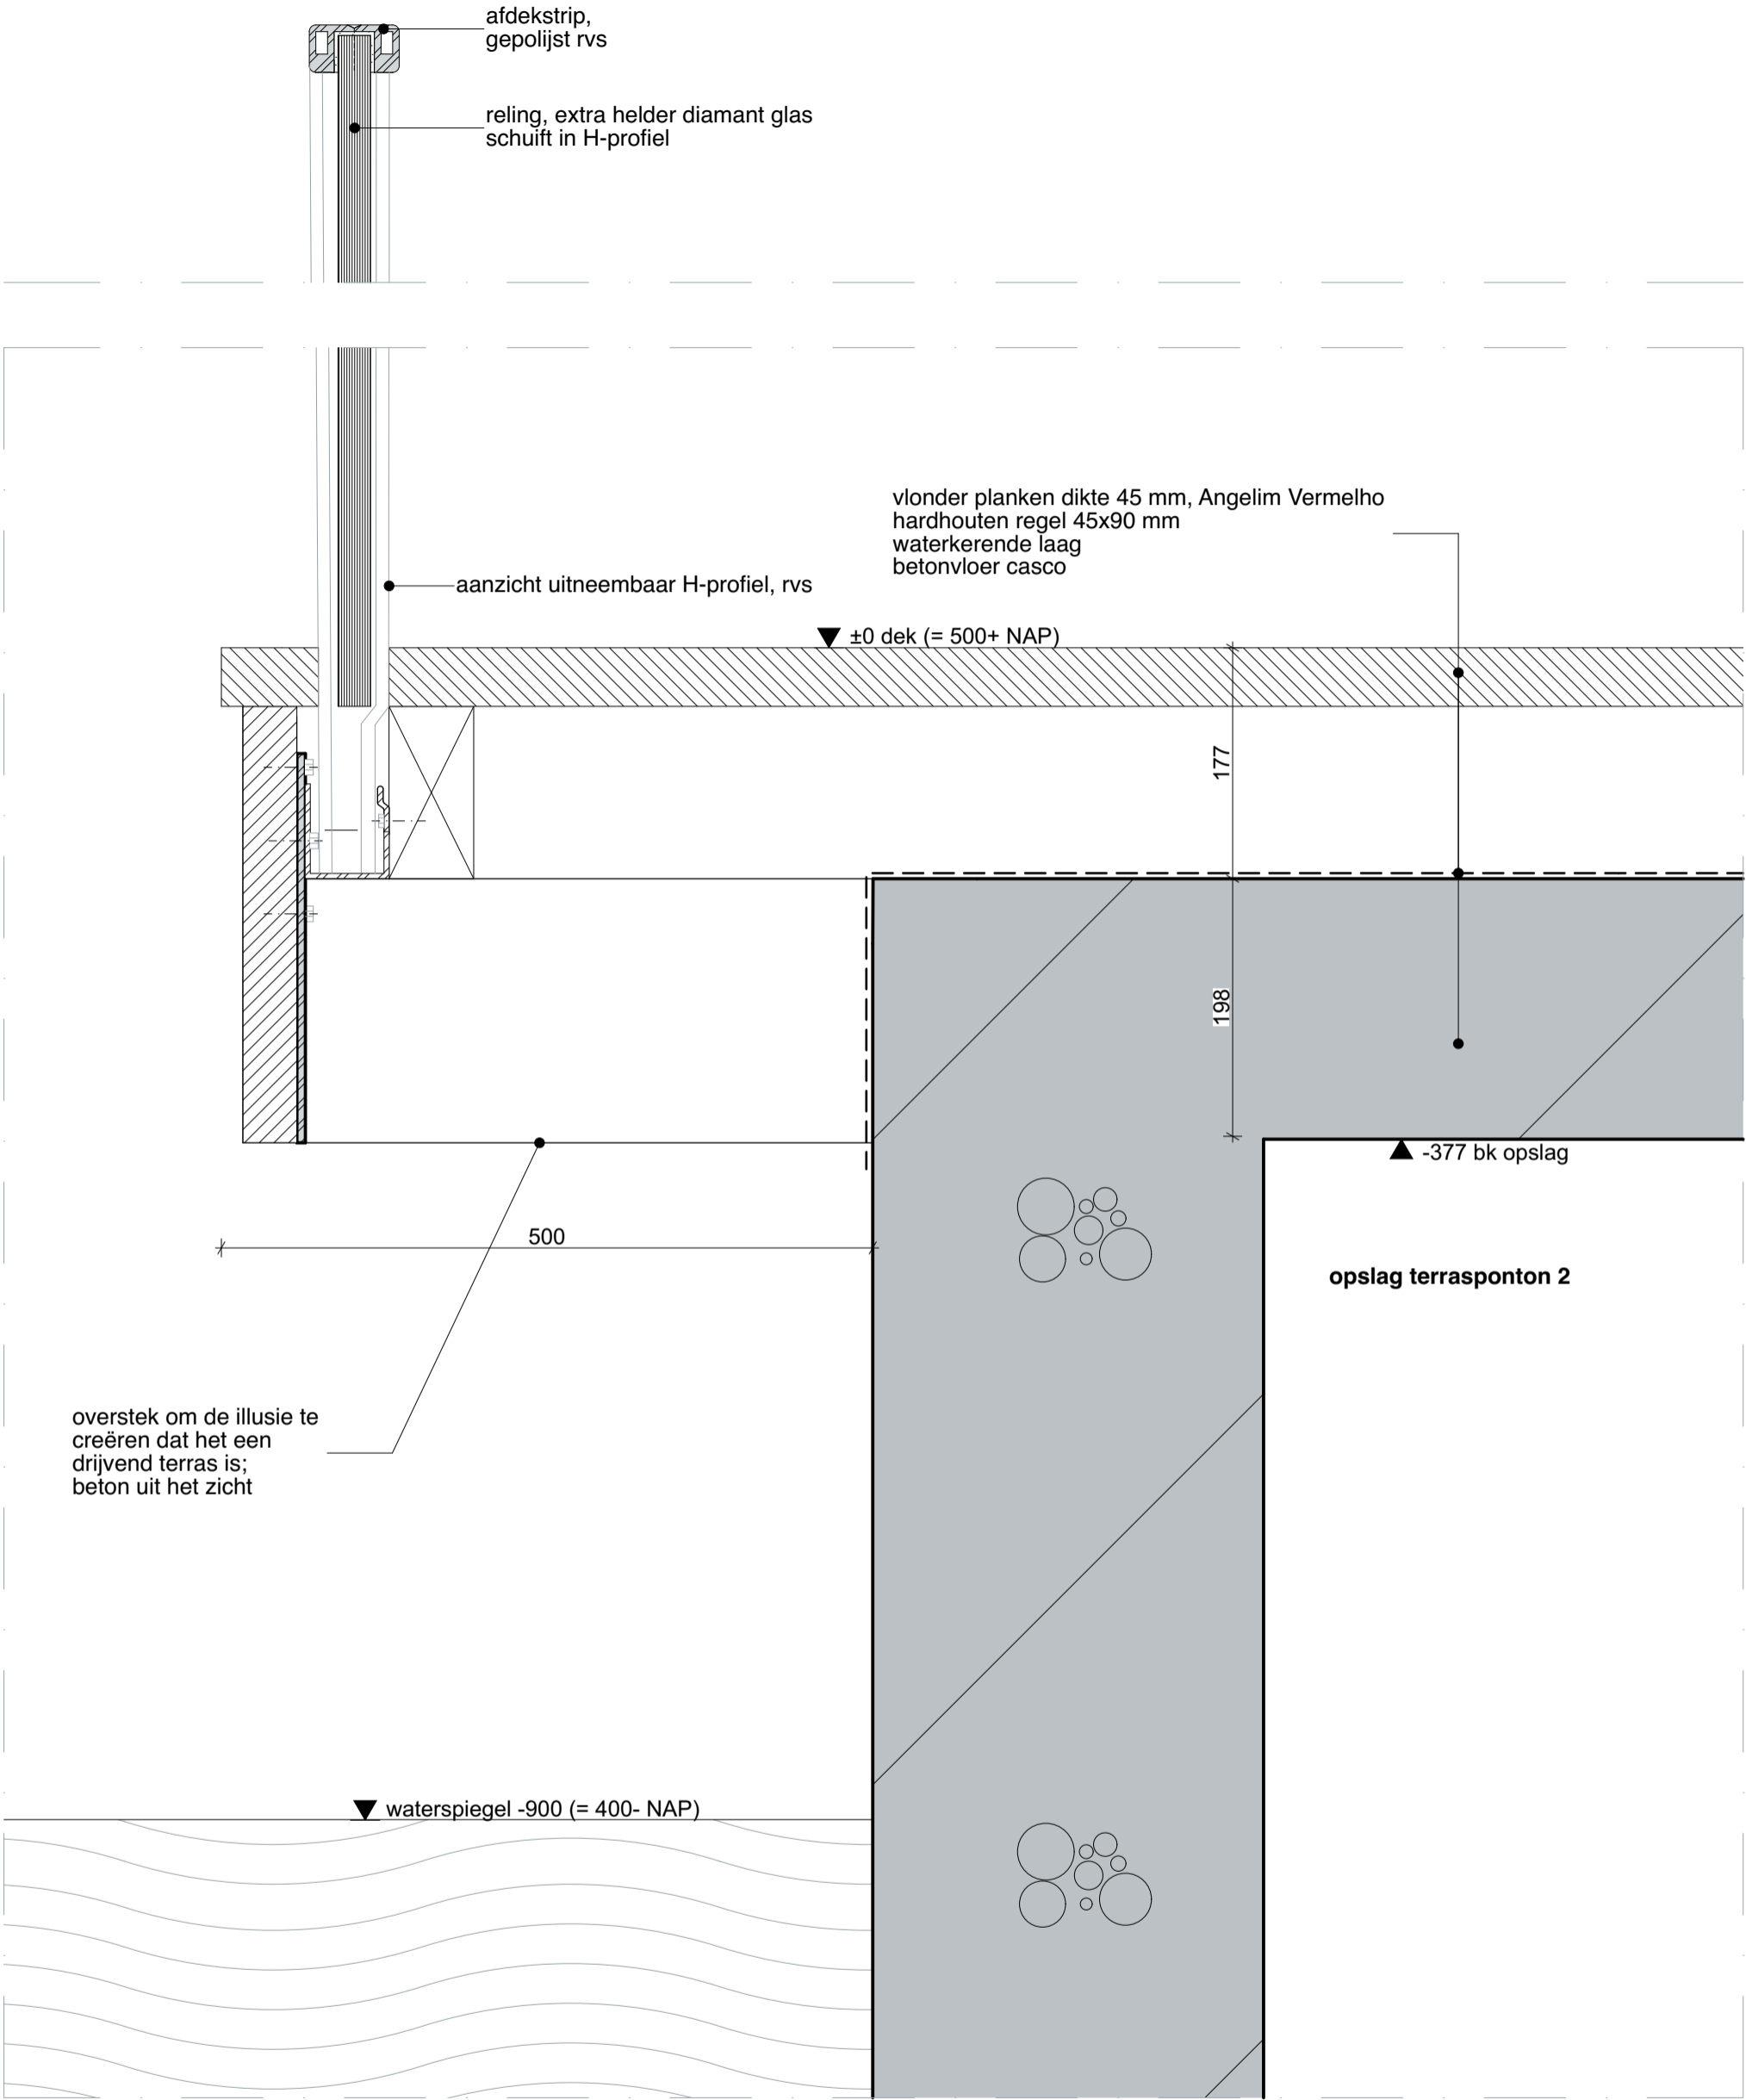 afdekstrip,
gepolijst rvs
reling, extra helder diamant glas
schuift in H-profiel
vlonder planken dikte 45 mm, Angelim Vermelho
hardhouten regel 45x90 mm
waterkerende laag
betonvloer casco
aanzicht uitneembaar H-profiel, rvs
±0 dek (= 500+ NAP)
177
198
-377 bk opslag
500
opslag terrasponton 2
overstek om de illusie te
creëren dat het een
drijvend terras is;
beton uit het zicht
waterspiegel -900 (= 400- NAP)